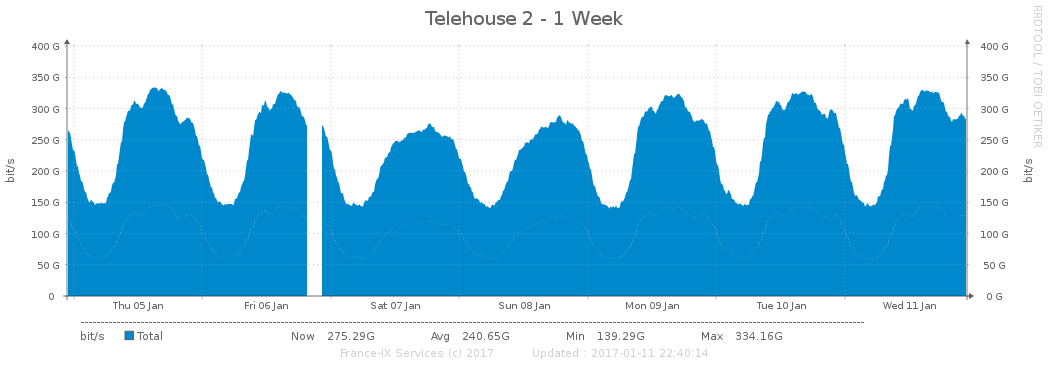 Telehouse 2 - 1 Week
RRDTOOL / TOBI OETIKER
400 G 400 G
350 G 350 G
300 G 300 G
250 G 250 G
200 G 200 G
150 G 150 G
100 G 100 G
50 G 50 G
0 0 G
bit/s bit/s
Thu 05 Jan Fri 06 Jan Sat 07 Jan Sun 08 Jan Mon 09 Jan Tue 10 Jan Wed 11 Jan
bit/s Total Now 275.29G Avg 240.65G Min 139.29G Max 334.16G
France-IX Services (c) 2017 Updated : 2017-01-11 22:40:14